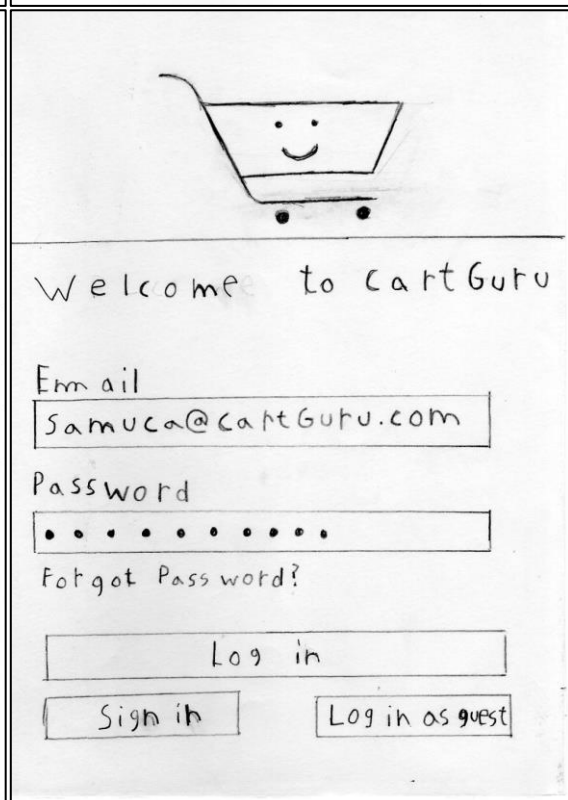 Welcome to CartGuru
Email
samuca@cartGuru.com
Password
Forgot Password?
Log in
Sign in
Log in as guest